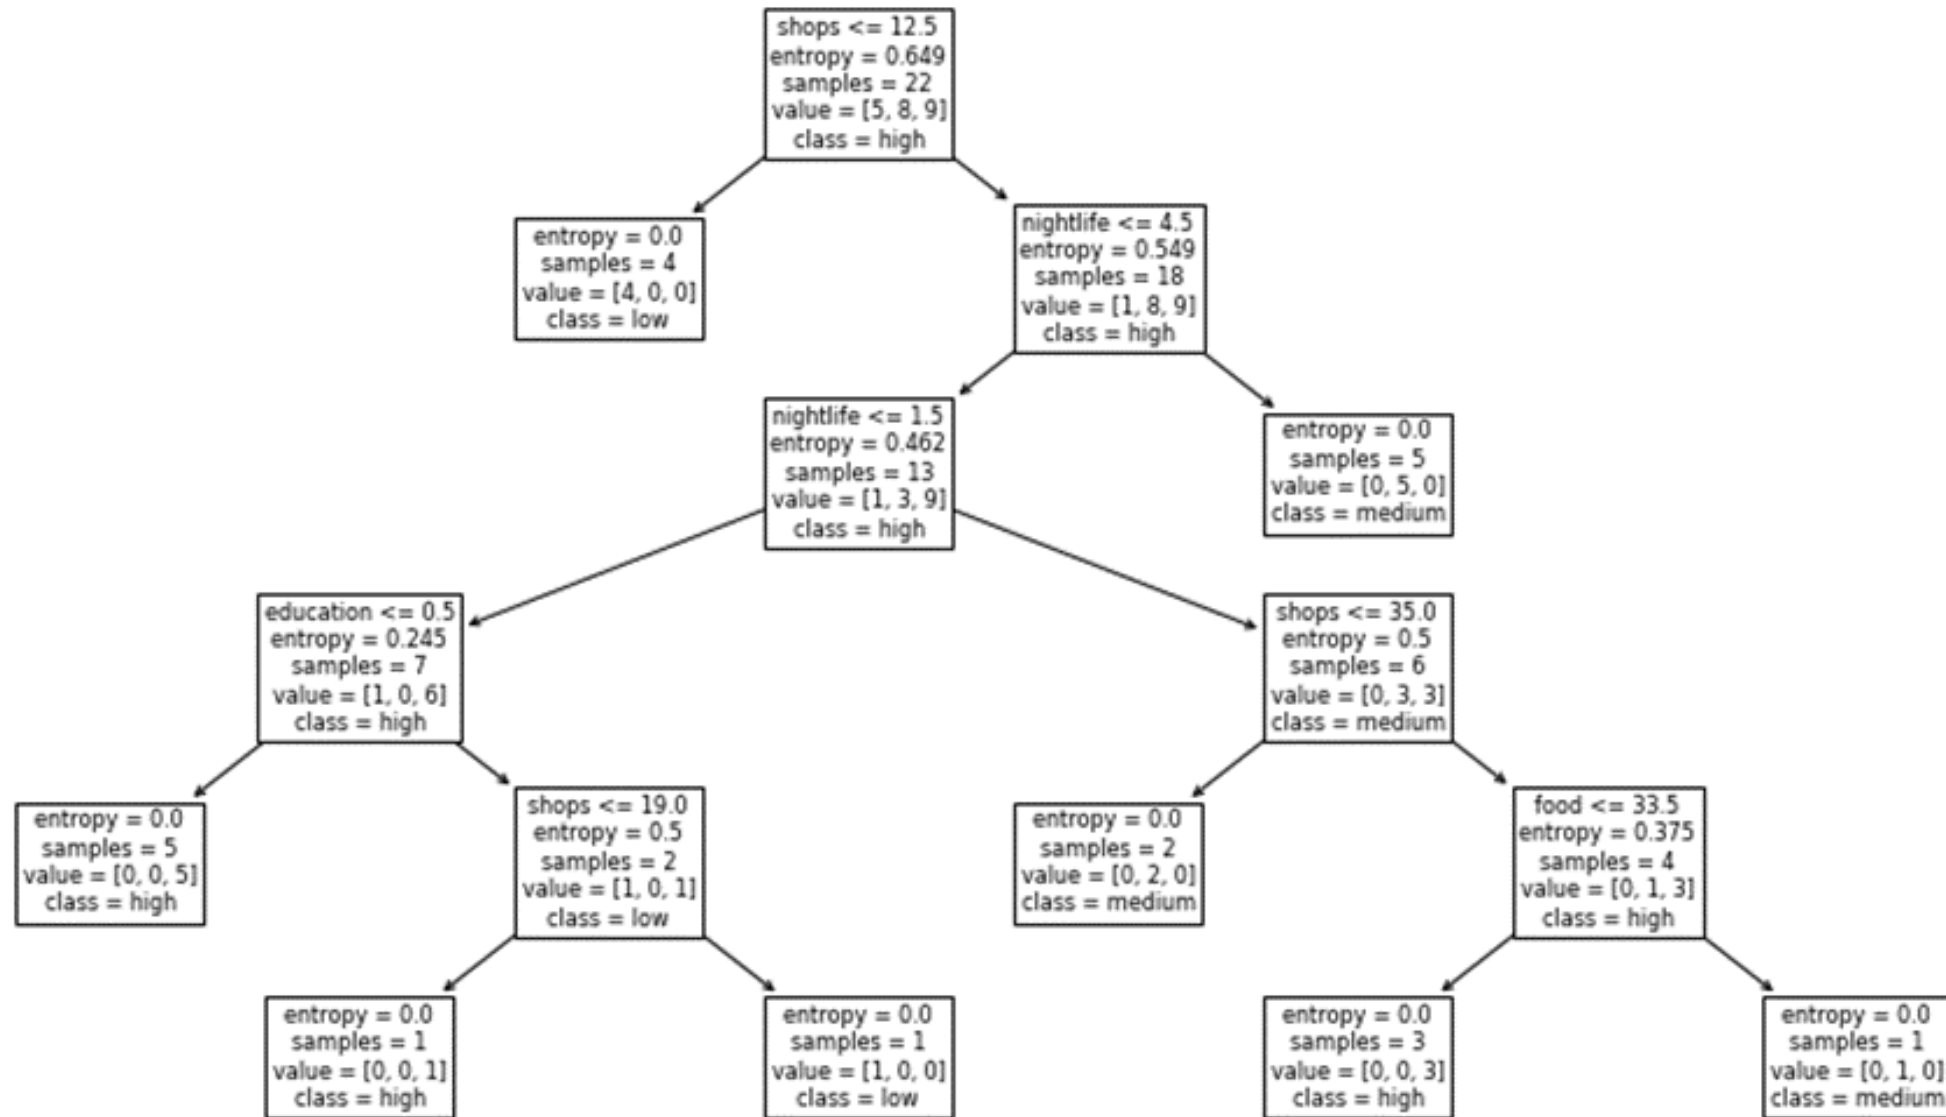 shops <= 12.5
entropy = 0.649
samples = 22
value = [5, 8, 9]
class = high
entropy = 0.0
samples = 4
value = [4, 0, 0]
class = low
nightlife <= 4.5
entropy = 0.549
samples = 18
value = [1, 8, 9]
class = high
nightlife <= 1.5
entropy = 0.462
samples = 13
value = [1, 3, 9]
class = high
entropy = 0.0
samples = 5
value = [0, 5, 0]
class = medium
education <= 0.5
entropy = 0.245
samples = 7
value = [1, 0, 6]
class = high
shops <= 35.0
entropy = 0.5
samples = 6
value = [0, 3, 3]
class = medium
entropy = 0.0
samples = 5
value = [0, 0, 5]
class = high
shops <= 19.0
entropy = 0.5
samples = 2
value = [1, 0, 1]
class = low
entropy = 0.0
samples = 2
value = [0, 2, 0]
class = medium
food <= 33.5
entropy = 0.375
samples = 4
value = [0, 1, 3]
class = high
entropy = 0.0
samples = 1
value = [0, 0, 1]
class = high
entropy = 0.0
samples = 1
value = [1, 0, 0]
class = low
entropy = 0.0
samples = 3
value = [0, 0, 3]
class = high
entropy = 0.0
samples = 1
value = [0, 1, 0]
class = medium